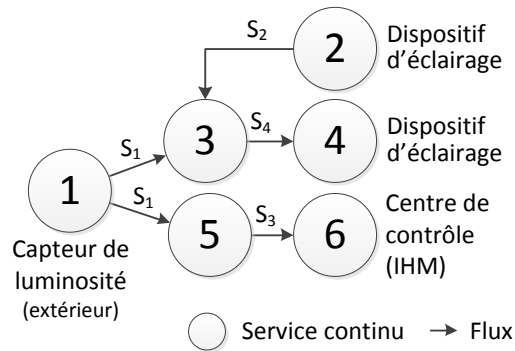 S₂
2
Dispositif
d'éclairage
3
S₄
4
Dispositif
d'éclairage
S₁
1
S₁
5
S₃
6
Centre de
contrôle
(IHM)
Capteur de
luminosité
(extérieur)
Service continu
Flux